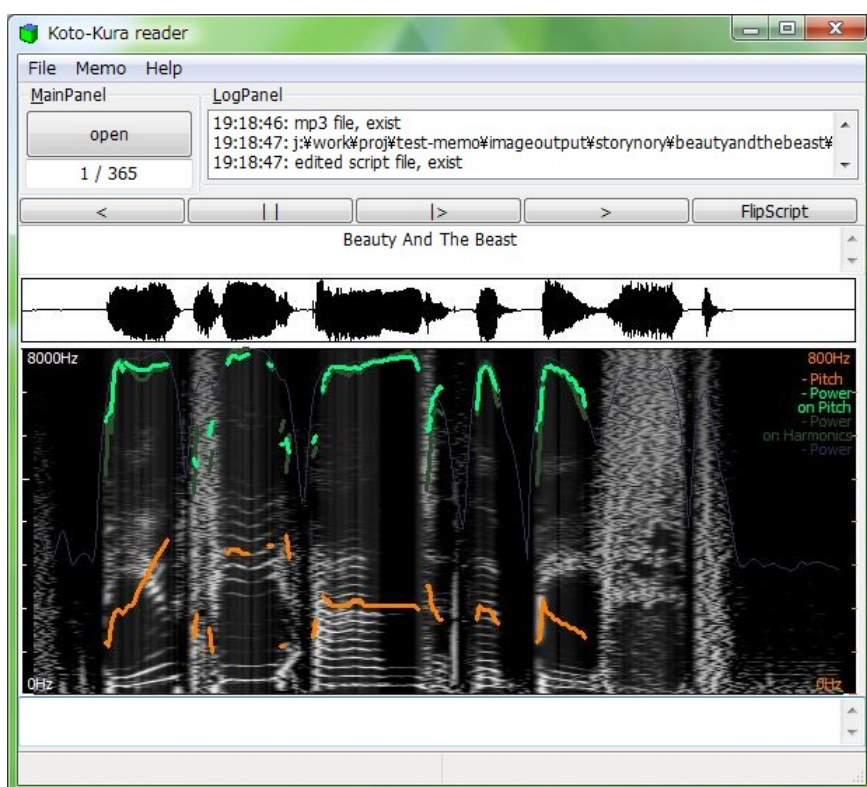 Koto-Kura reader
File Memo Help
MainPanel
LogPanel
open
1 / 365
19:18:46: mp3 file, exist
19:18:47: j:¥work¥proj¥test-memo¥imageoutput¥storynory¥beautyandthebeast¥
19:18:47: edited script file, exist
<
| |
|>
>
FlipScript
Beauty And The Beast
8000Hz
800Hz
- Pitch
- Power
on Pitch
- Power
on Harmonics
- Power
0Hz
0Hz